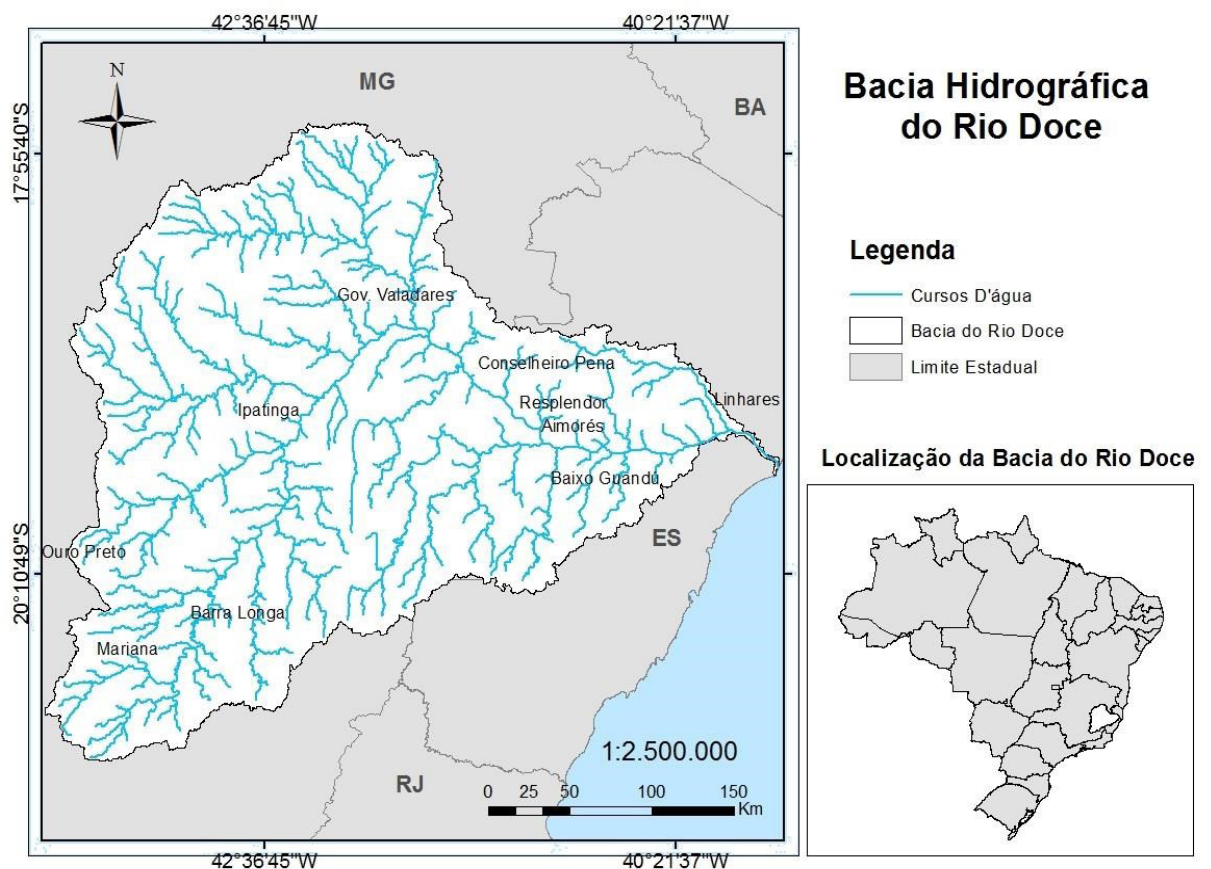 42°36'45"W
40°21'37"W
17°55'40"S
20°10'49"S
N
MG
BA
Gov. Valadares
Conselheiro Pena
Ipatinga
Resplendor
Aimorés
Linhares
Baixo Guandú
Ouro Preto
ES
Barra Longa
Mariana
RJ
1:2.500.000
0 25 50 100 150
Km
42°36'45"W
40°21'37"W
Bacia Hidrográfica
do Rio Doce
Legenda
Cursos D'água
Bacia do Rio Doce
Limite Estadual
Localização da Bacia do Rio Doce